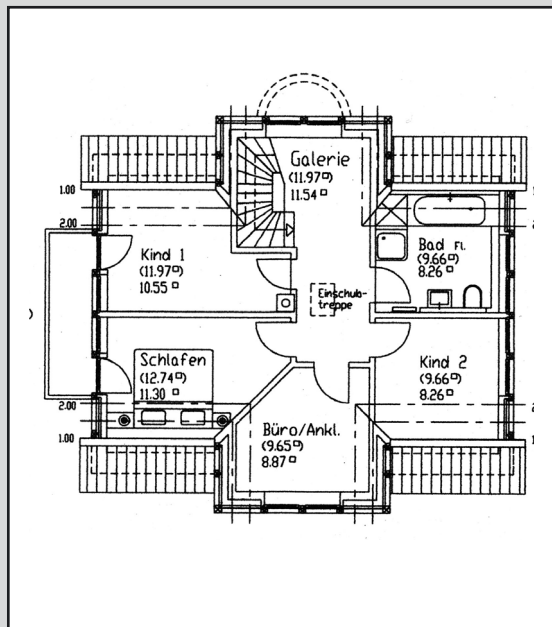 Galerie
(11.97□)
11.54 □
1.00
2.00
Kind 1
(11.97□)
10.55 □
Bad Fl.
(9.66□)
8.26□
Einschub-
treppe
Schlafen
(12.74□)
11.30 □
Kind 2
(9.66□)
8.26□
2.00
1.00
Büro/Ankl.
(9.65□)
8.87 □